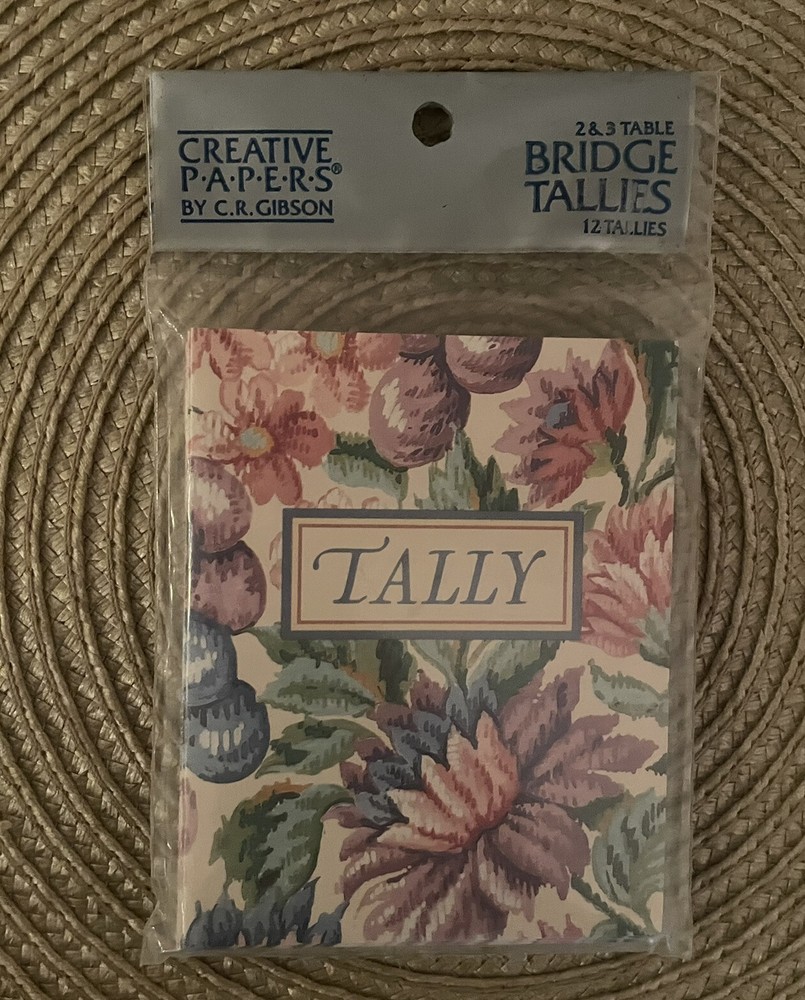 CREATIVE
P·A·P·E·R·S®
BY C.R. GIBSON
2 & 3 TABLE
BRIDGE
TALLIES
12 TALLIES
TALLY